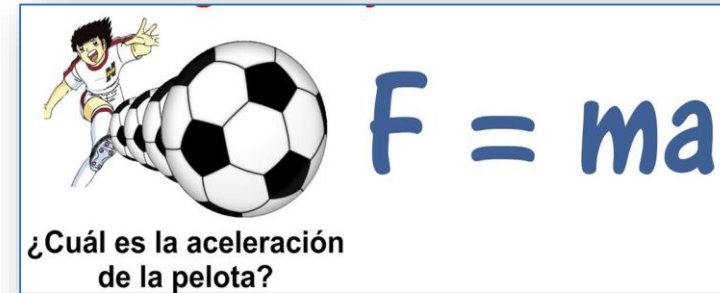 F = ma
¿Cuál es la aceleración
de la pelota?